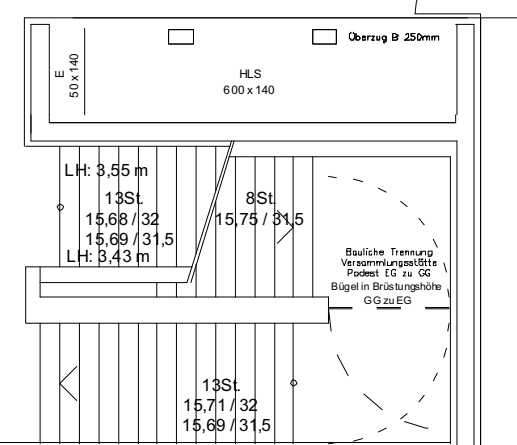 Überzug B 250mm
E
50 x 140
HLS
600 x 140
LH: 3,55 m
13St.
15,68 / 32
15,69 / 31,5
LH: 3,43 m
8St.
15,75 / 31,5
Bauliche Trennung
Versammlungsstätte
Podest EG zu GG
Bügel in Brüstungshöhe
GG zu EG
13St.
15,71 / 32
15,69 / 31,5